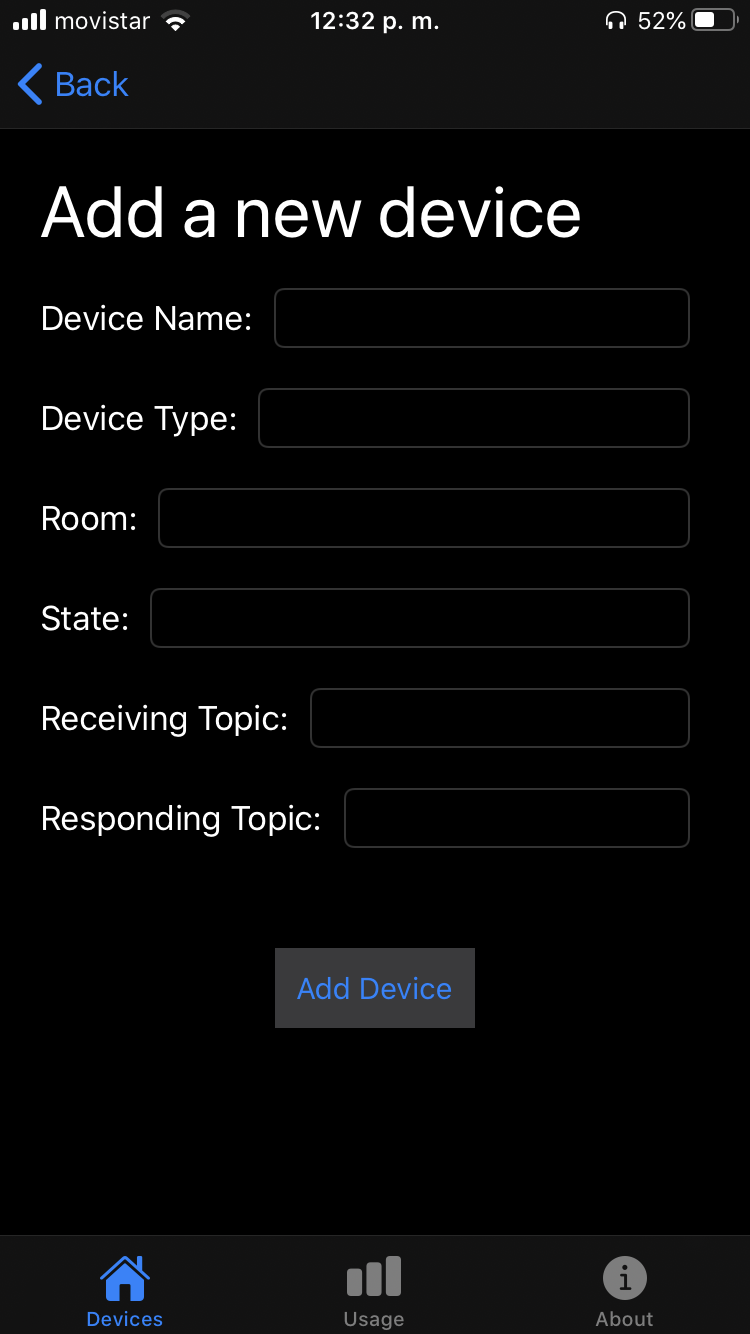 movistar 12:32 p. m. 52%
Back
Add a new device
Device Name:
Device Type:
Room:
State:
Receiving Topic:
Responding Topic:
Add Device
Devices Usage About